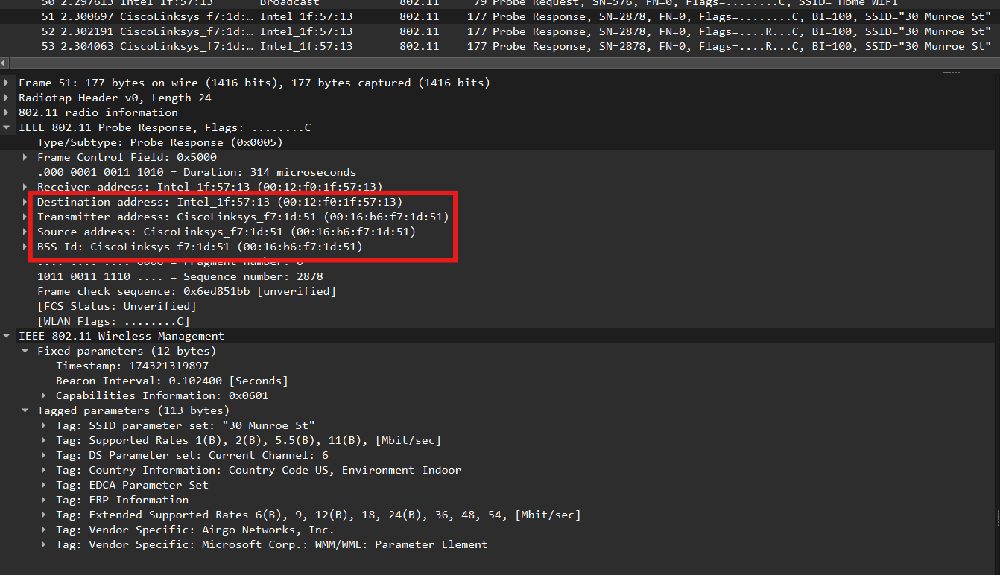 50 2.297613 Intel_1f:57:13 Broadcast 802.11 79 Probe Request, SN=576, FN=0, Flags=........C, SSID="Home WIFI"
51 2.300697 CiscoLinksys_f7:1d:… Intel_1f:57:13 802.11 177 Probe Response, SN=2878, FN=0, Flags=........C, BI=100, SSID="30 Munroe St"
52 2.302191 CiscoLinksys_f7:1d:… Intel_1f:57:13 802.11 177 Probe Response, SN=2878, FN=0, Flags=....R...C, BI=100, SSID="30 Munroe St"
53 2.304063 CiscoLinksys_f7:1d:… Intel_1f:57:13 802.11 177 Probe Response, SN=2878, FN=0, Flags=....R...C, BI=100, SSID="30 Munroe St"
Frame 51: 177 bytes on wire (1416 bits), 177 bytes captured (1416 bits)
Radiotap Header v0, Length 24
802.11 radio information
IEEE 802.11 Probe Response, Flags: ........C
Type/Subtype: Probe Response (0x0005)
Frame Control Field: 0x5000
.000 0001 0011 1010 = Duration: 314 microseconds
Receiver address: Intel_1f:57:13 (00:12:f0:1f:57:13)
Destination address: Intel_1f:57:13 (00:12:f0:1f:57:13)
Transmitter address: CiscoLinksys_f7:1d:51 (00:16:b6:f7:1d:51)
Source address: CiscoLinksys_f7:1d:51 (00:16:b6:f7:1d:51)
BSS Id: CiscoLinksys_f7:1d:51 (00:16:b6:f7:1d:51)
.... .... .... 0000 = Fragment number: 0
1011 0011 1110 .... = Sequence number: 2878
Frame check sequence: 0x6ed851bb [unverified]
[FCS Status: Unverified]
[WLAN Flags: ........C]
IEEE 802.11 Wireless Management
Fixed parameters (12 bytes)
Timestamp: 174321319897
Beacon Interval: 0.102400 [Seconds]
Capabilities Information: 0x0601
Tagged parameters (113 bytes)
Tag: SSID parameter set: "30 Munroe St"
Tag: Supported Rates 1(B), 2(B), 5.5(B), 11(B), [Mbit/sec]
Tag: DS Parameter set: Current Channel: 6
Tag: Country Information: Country Code US, Environment Indoor
Tag: EDCA Parameter Set
Tag: ERP Information
Tag: Extended Supported Rates 6(B), 9, 12(B), 18, 24(B), 36, 48, 54, [Mbit/sec]
Tag: Vendor Specific: Airgo Networks, Inc.
Tag: Vendor Specific: Microsoft Corp.: WMM/WME: Parameter Element